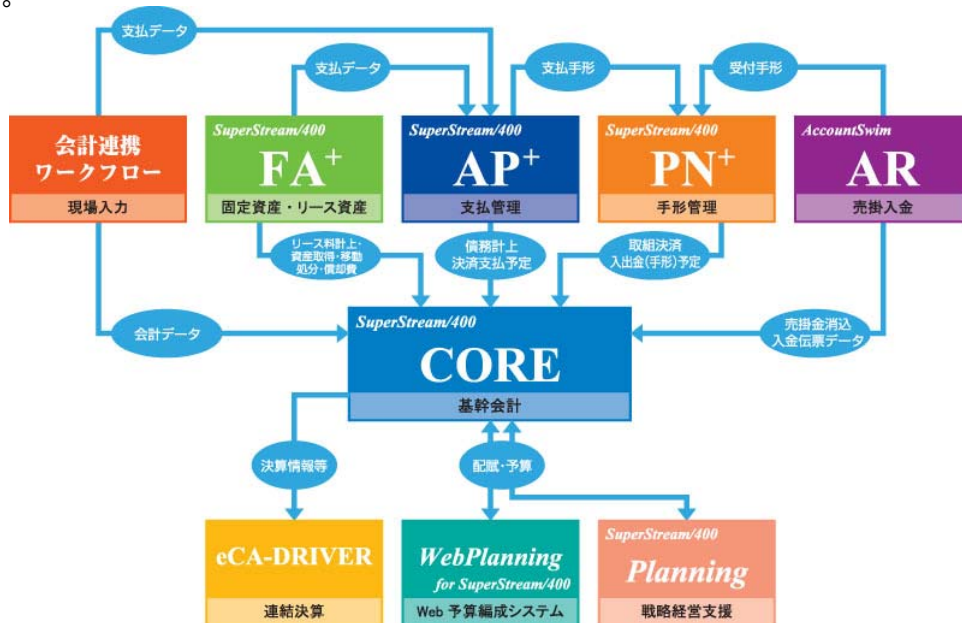 。
支払データ
支払データ
支払手形
受付手形
会計連携
ワークフロー
現場入力
SuperStream/400
FA+
固定資産・リース資産
SuperStream/400
AP+
支払管理
SuperStream/400
PN+
手形管理
AccountSwim
AR
売掛入金
リース料計上・
資産取得・移動
処分・償却費
債務計上
決済支払予定
取組決済
入出金(手形)予定
会計データ
売掛金消込
入金伝票データ
SuperStream/400
CORE
基幹会計
決算情報等
配賦・予算
eCA-DRIVER
連結決算
WebPlanning
for SuperStream/400
Web 予算編成システム
SuperStream/400
Planning
戦略経営支援